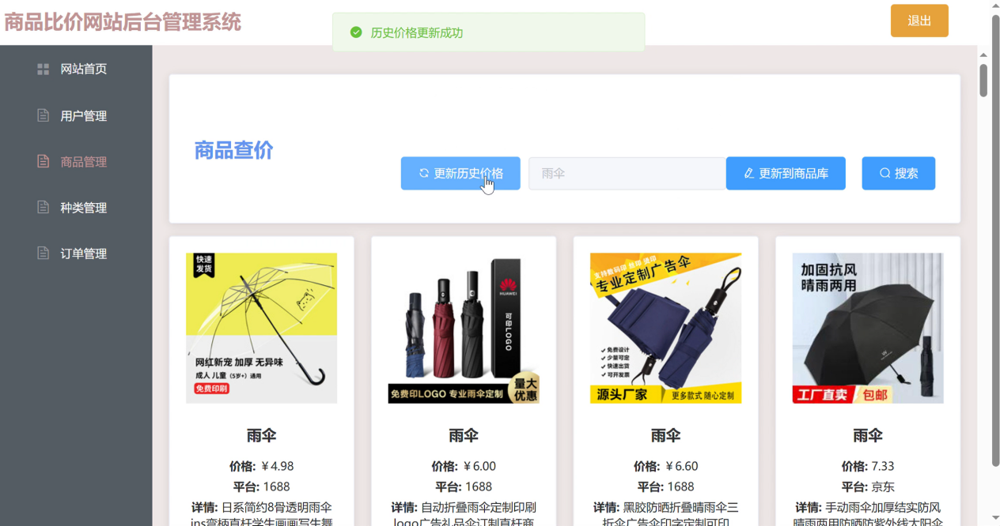 商品比价网站后台管理系统
历史价格更新成功
退出
网站首页
用户管理
商品管理
种类管理
订单管理
商品查价
更新历史价格
雨伞
更新到商品库
搜索
快速
发货
网红新宠 加厚 无异味
成人 儿童（5岁+）通用
免费印刷
HUAWEI
可印LOGO
免费印LOGO 专业雨伞定制
量大
优惠
支持数码印 丝印 烫印
专业定制广告伞
免费设计
少量可定
快速出货
可开发票
源头厂家
更多款式 随心定制
加固抗风
晴雨两用
工厂直卖
包邮
雨伞
价格: ￥4.98
平台: 1688
详情: 日系简约8骨透明雨伞
ins弯柄直杆学生画画写生舞
雨伞
价格: ￥6.00
平台: 1688
详情: 自动折叠雨伞定制印刷
logo广告礼品伞订制直杆商
雨伞
价格: ￥6.60
平台: 1688
详情: 黑胶防晒折叠晴雨伞三
折伞广告伞印字定制可印
雨伞
价格: 7.33
平台: 京东
详情: 手动雨伞加厚结实防风
晴雨两用防晒防紫外线太阳伞